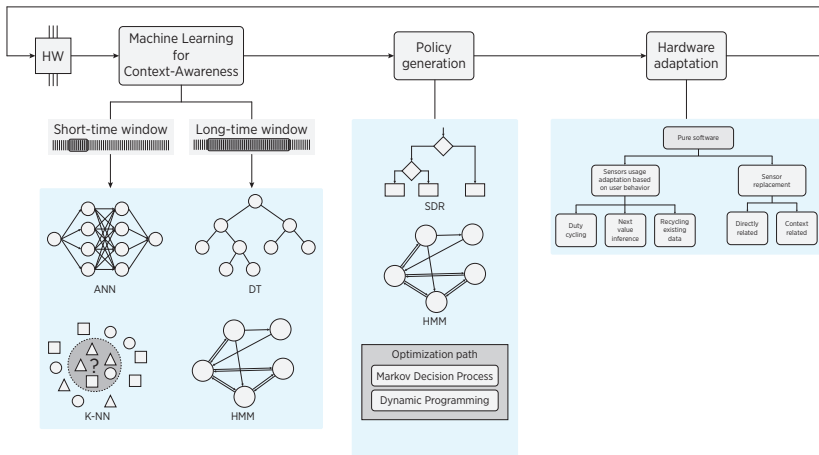 HW
Machine Learning
for
Context-Awareness
Policy
generation
Hardware
adaptation
Short-time window
Long-time window
ANN
DT
K-NN
?
HMM
SDR
HMM
Optimization path
Markov Decision Process
Dynamic Programming
Pure software
Sensors usage
adaptation based
on user behavior
Sensor
replacement
Duty
cycling
Next
value
inference
Recycling
existing
data
Directly
related
Context
related